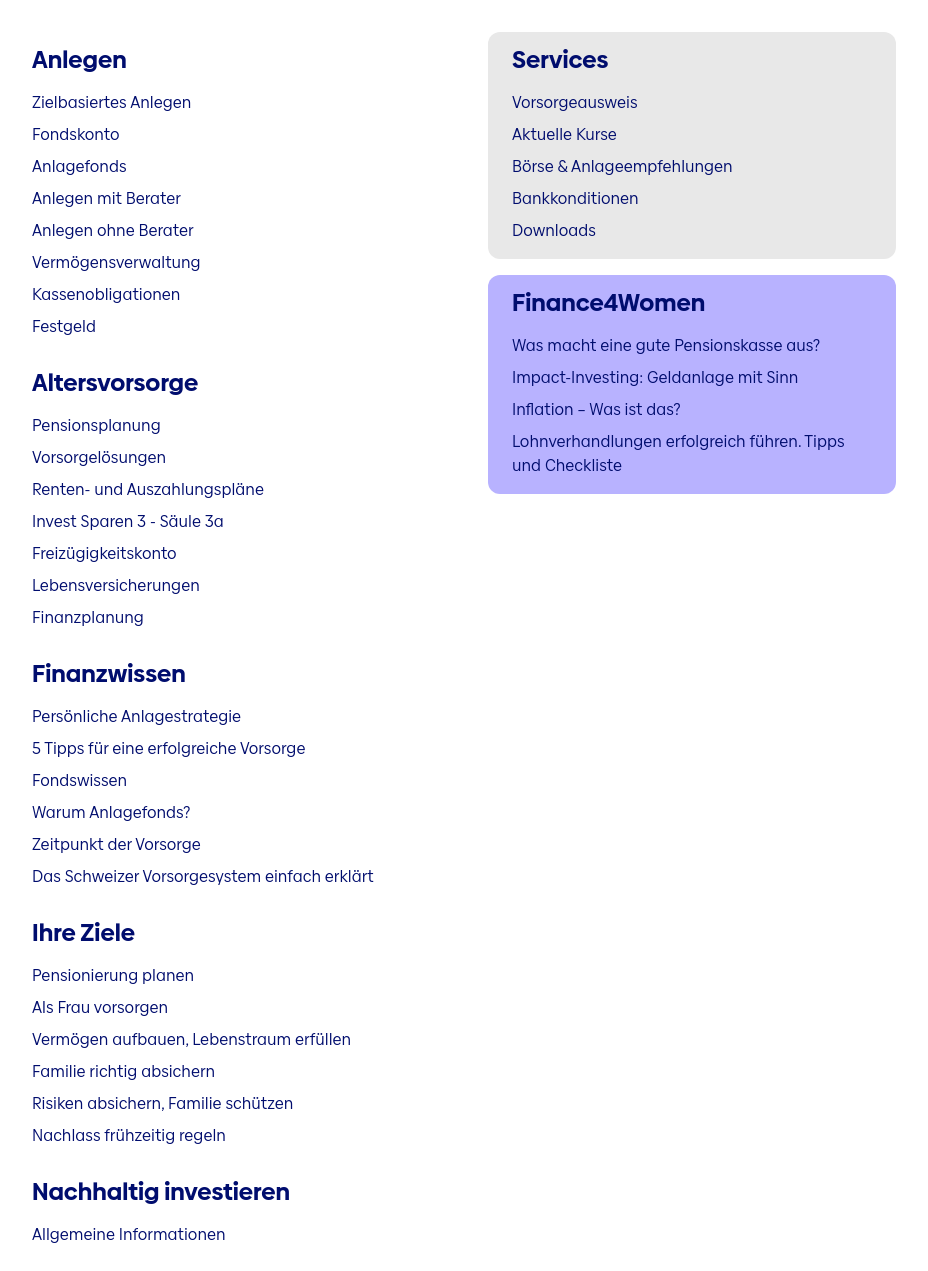 Anlegen
Zielbasiertes Anlegen
Fondskonto
Anlagefonds
Anlegen mit Berater
Anlegen ohne Berater
Vermögensverwaltung
Kassenobligationen
Festgeld
Altersvorsorge
Pensionsplanung
Vorsorgelösungen
Renten- und Auszahlungspläne
Invest Sparen 3 - Säule 3a
Freizügigkeitskonto
Lebensversicherungen
Finanzplanung
Finanzwissen
Persönliche Anlagestrategie
5 Tipps für eine erfolgreiche Vorsorge
Fondswissen
Warum Anlagefonds?
Zeitpunkt der Vorsorge
Das Schweizer Vorsorgesystem einfach erklärt
Ihre Ziele
Pensionierung planen
Als Frau vorsorgen
Vermögen aufbauen, Lebenstraum erfüllen
Familie richtig absichern
Risiken absichern, Familie schützen
Nachlass frühzeitig regeln
Nachhaltig investieren
Allgemeine Informationen
Services
Vorsorgeausweis
Aktuelle Kurse
Börse & Anlageempfehlungen
Bankkonditionen
Downloads
Finance4Women
Was macht eine gute Pensionskasse aus?
Impact-Investing: Geldanlage mit Sinn
Inflation – Was ist das?
Lohnverhandlungen erfolgreich führen. Tipps
und Checkliste